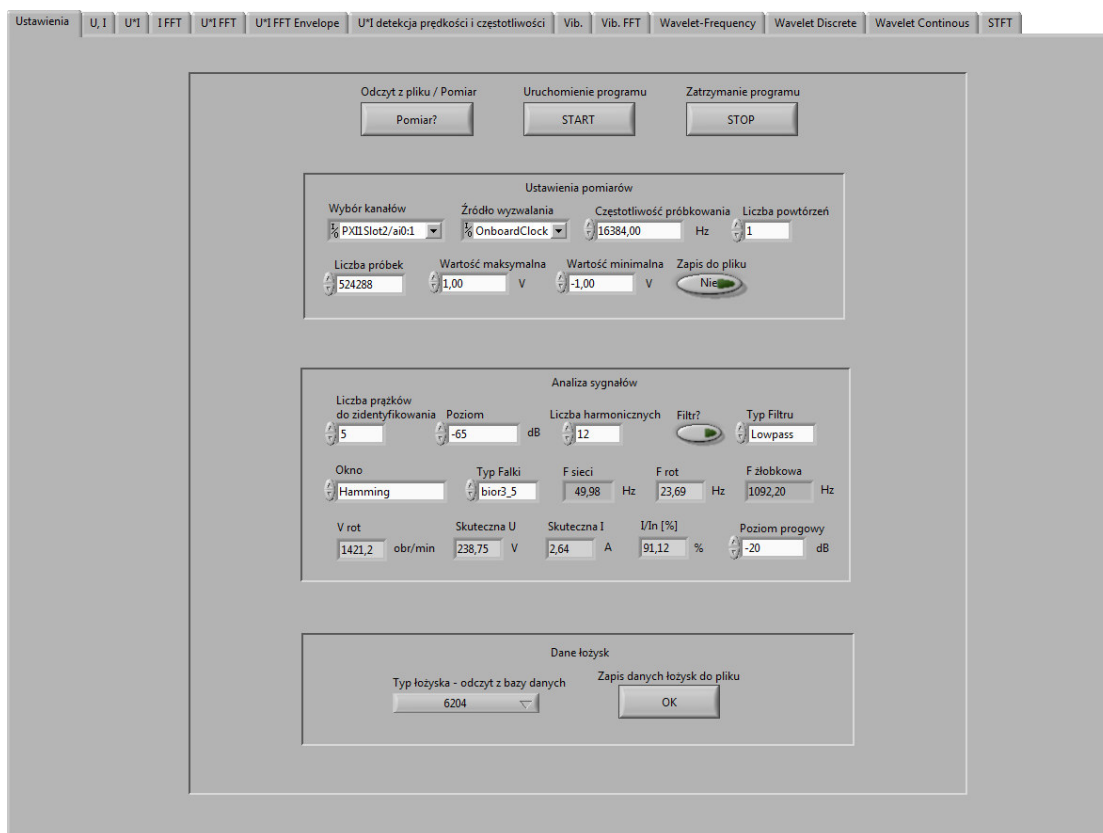 Ustawienia U, I U*I I FFT U*I FFT U*I FFT Envelope U*I detekcja prędkości i częstotliwości Vib. Vib. FFT Wavelet-Frequency Wavelet Discrete Wavelet Continous STFT
Odczyt z pliku / Pomiar Uruchomienie programu Zatrzymanie programu
Pomiar? START STOP
Ustawienia pomiarów
Wybór kanałów Źródło wyzwalania Częstotliwość próbkowania Liczba powtórzeń
PXI1Slot2/ai0:1 OnboardClock 16384,00 Hz 1
Liczba próbek Wartość maksymalna Wartość minimalna Zapis do pliku
524288 1,00 V -1,00 V Nie
Analiza sygnałów
Liczba prążków
do zidentyfikowania Poziom Liczba harmonicznych Filtr? Typ Filtru
5 -65 dB 12 Lowpass
Okno Typ Falki F sieci F rot F żłobkowa
Hamming bior3_5 49,98 Hz 23,69 Hz 1092,20 Hz
V rot Skuteczna U Skuteczna I I/In [%] Poziom progowy
1421,2 obr/min 238,75 V 2,64 A 91,12 % -20 dB
Dane łożysk
Typ łożyska - odczyt z bazy danych Zapis danych łożysk do pliku
6204 OK